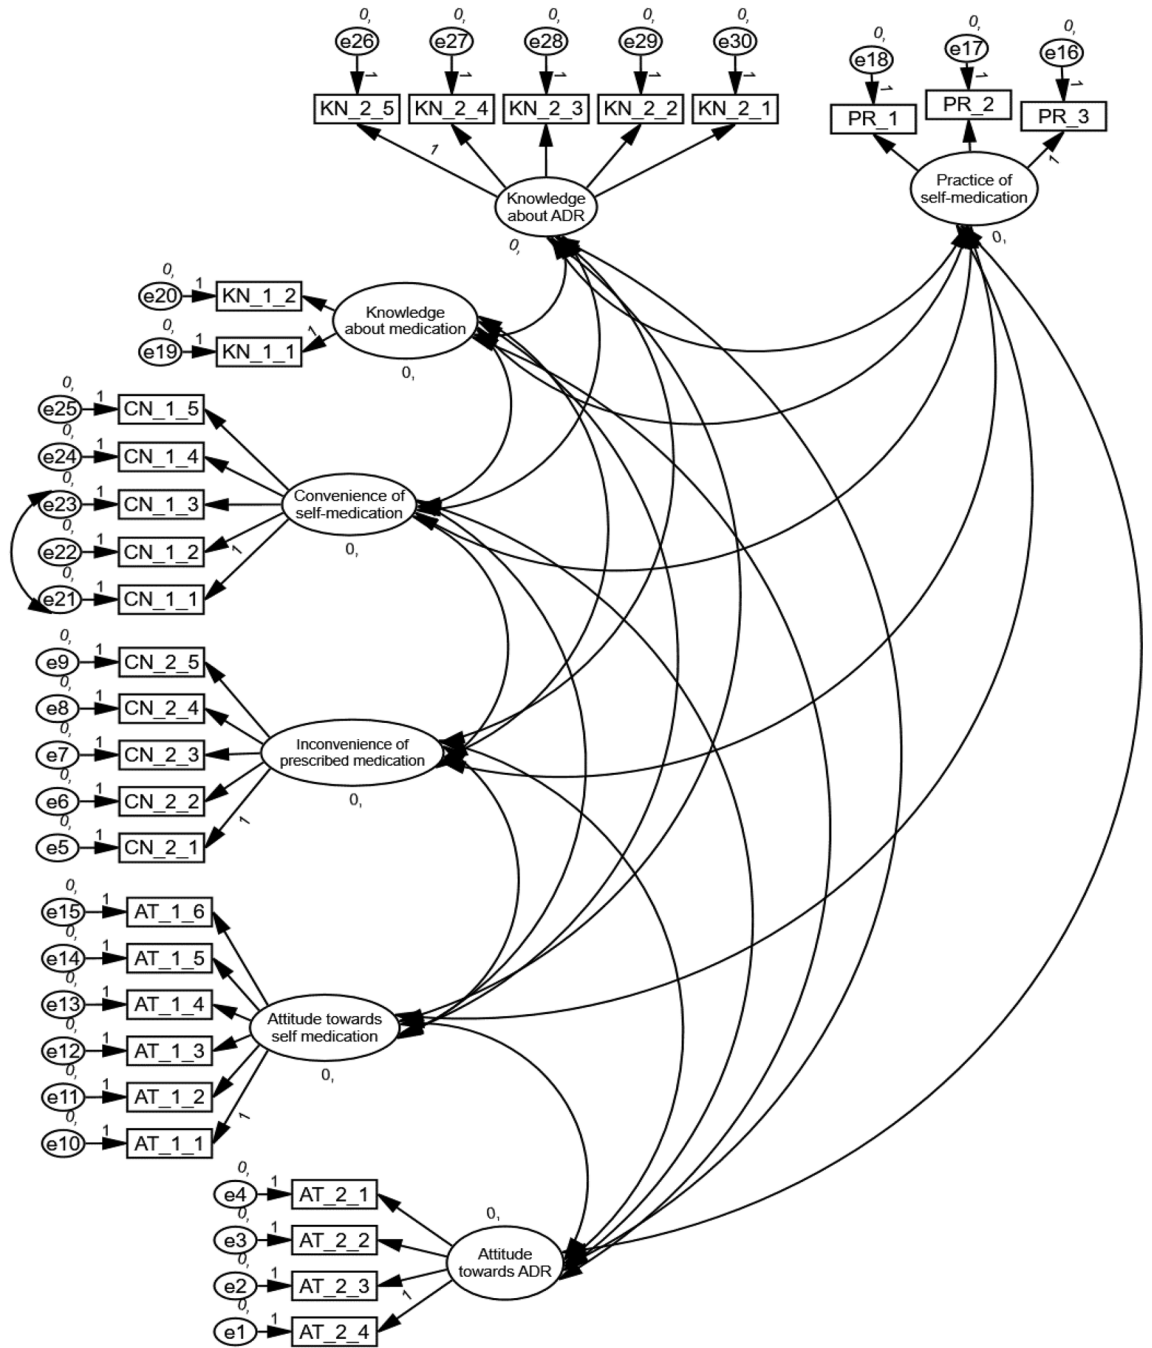 0, 0, 0, 0, 0,
e26 e27 e28 e29 e30
1 1 1 1 1
KN_2_5 KN_2_4 KN_2_3 KN_2_2 KN_2_1
1
Knowledge
about ADR
0,
0, 0, 0,
e18 e17 e16
1 1 1
PR_1 PR_2 PR_3
1
Practice of
self-medication
0,
0,
e20 1 KN_1_2
0,
e19 1 KN_1_1
1
Knowledge
about medication
0,
0,
e25 1 CN_1_5
0,
e24 1 CN_1_4
0,
e23 1 CN_1_3
0,
e22 1 CN_1_2
0,
e21 1 CN_1_1
1
Convenience of
self-medication
0,
0,
e9 1 CN_2_5
0,
e8 1 CN_2_4
0,
e7 1 CN_2_3
0,
e6 1 CN_2_2
0,
e5 1 CN_2_1
1
Inconvenience of
prescribed medication
0,
0,
e15 1 AT_1_6
0,
e14 1 AT_1_5
0,
e13 1 AT_1_4
0,
e12 1 AT_1_3
0,
e11 1 AT_1_2
0,
e10 1 AT_1_1
1
Attitude towards
self medication
0,
0,
e4 1 AT_2_1
0,
e3 1 AT_2_2
0,
e2 1 AT_2_3
0,
e1 1 AT_2_4
1
0,
Attitude
towards ADR